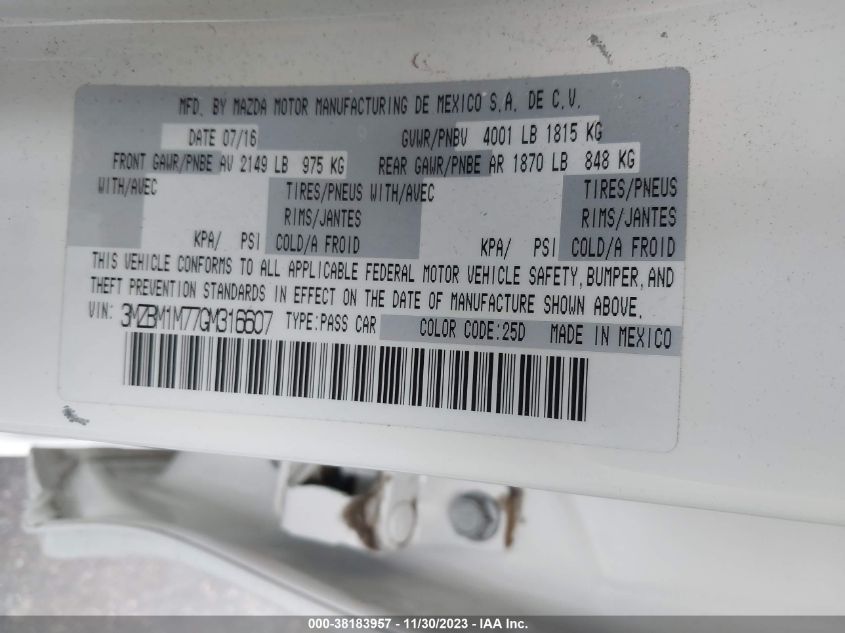 MFD. BY MAZDA MOTOR MANUFACTURING DE MEXICO S.A. DE C.V.
DATE 07/16 GVWR/PNBV 4001 LB 1815 KG
FRONT GAWR/PNBE AV 2149 LB 975 KG REAR GAWR/PNBE AR 1870 LB 848 KG
WITH/AVEC TIRES/PNEUS WITH/AVEC TIRES/PNEUS
RIMS/JANTES RIMS/JANTES
KPA/ PSI COLD/A FROID KPA/ PSI COLD/A FROID
THIS VEHICLE CONFORMS TO ALL APPLICABLE FEDERAL MOTOR VEHICLE SAFETY, BUMPER, AND
THEFT PREVENTION STANDARDS IN EFFECT ON THE DATE OF MANUFACTURE SHOWN ABOVE.
VIN: 3MZBM1M77GM316607 TYPE:PASS CAR COLOR CODE:25D MADE IN MEXICO
000-38183957 - 11/30/2023 - IAA Inc.